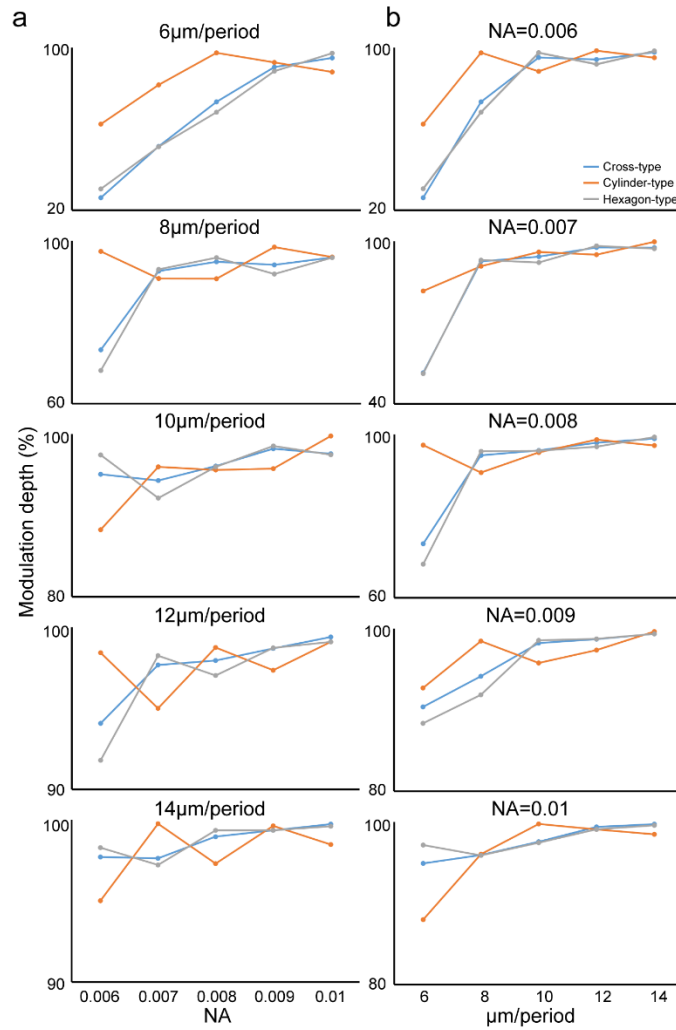 a
6µm/period
100
20
8µm/period
100
60
10µm/period
100
80
12µm/period
100
90
14µm/period
100
90
0.006 0.007 0.008 0.009 0.01
NA
Modulation depth (%)
b
NA=0.006
100
Cross-type
Cylinder-type
Hexagon-type
20
NA=0.007
100
40
NA=0.008
100
60
NA=0.009
100
80
NA=0.01
100
80
6 8 10 12 14
µm/period